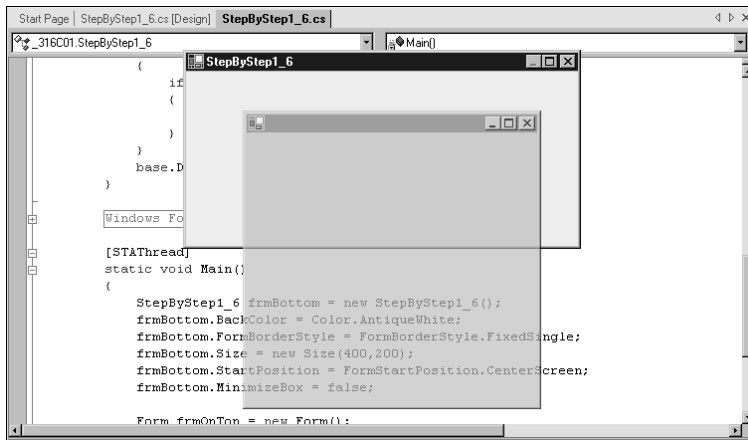 Start Page StepByStep1_6.cs [Design] StepByStep1_6.cs
_316C01.StepByStep1_6 Main()
StepByStep1_6
{
if
{
}
}
base.D
}
Windows Fo
[STAThread]
static void Main()
{
StepByStep1_6 frmBottom = new StepByStep1_6();
frmBottom.BackColor = Color.AntiqueWhite;
frmBottom.FormBorderStyle = FormBorderStyle.FixedSingle;
frmBottom.Size = new Size(400,200);
frmBottom.StartPosition = FormStartPosition.CenterScreen;
frmBottom.MinimizeBox = false;
Form frmOnTop = new Form();